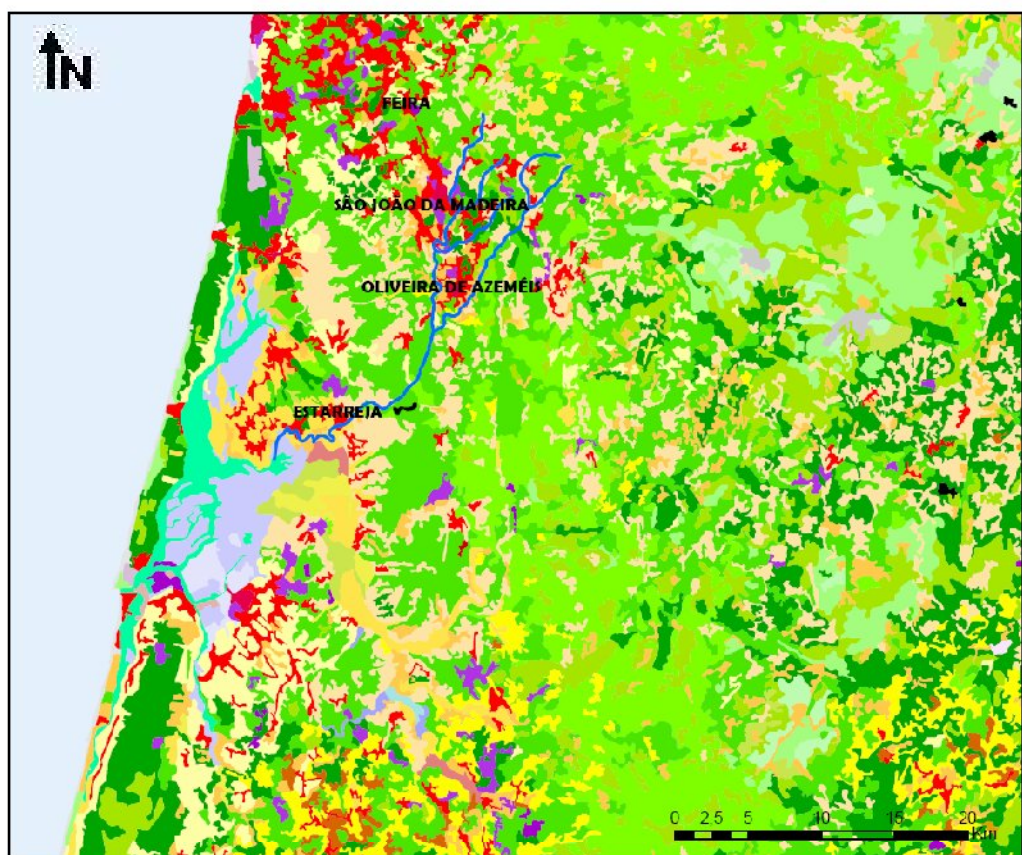 N
FEIRA
SÃO JOÃO DA MADEIRA
OLIVEIRA DE AZEMÉIS
ESTARREJA
0 2.5 5 10 15 20
Km